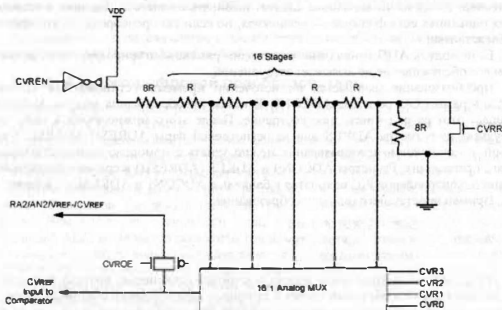 VDD
16 Stages
CVREN
8R
R
R
R
R
8R
CVRR
RA2/AN2/VREF-/CVREF
CVROE
CVREF
Input to
Comparator
16:1 Analog MUX
CVR3
CVR2
CVR1
CVR0